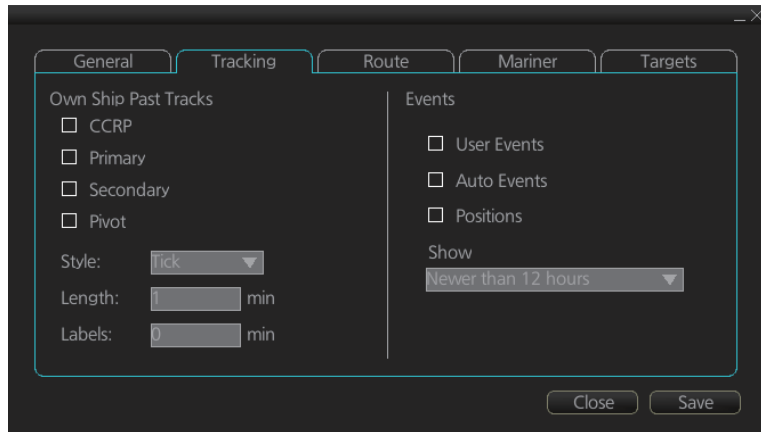 General
Tracking
Route
Mariner
Targets
Own Ship Past Tracks
CCRP
Primary
Secondary
Pivot
Style: Tick
Length: 1 min
Labels: 0 min
Events
User Events
Auto Events
Positions
Show
Newer than 12 hours
Close
Save